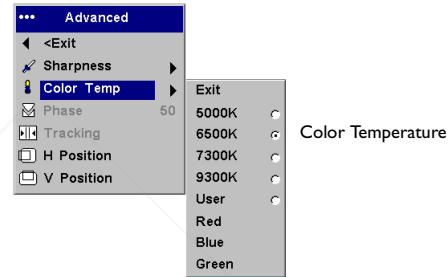 Advanced
<Exit
Sharpness
Color Temp
Phase 50
Tracking
H Position
V Position
Exit
5000K
6500K
7300K
9300K
User
Red
Blue
Green
Color Temperature